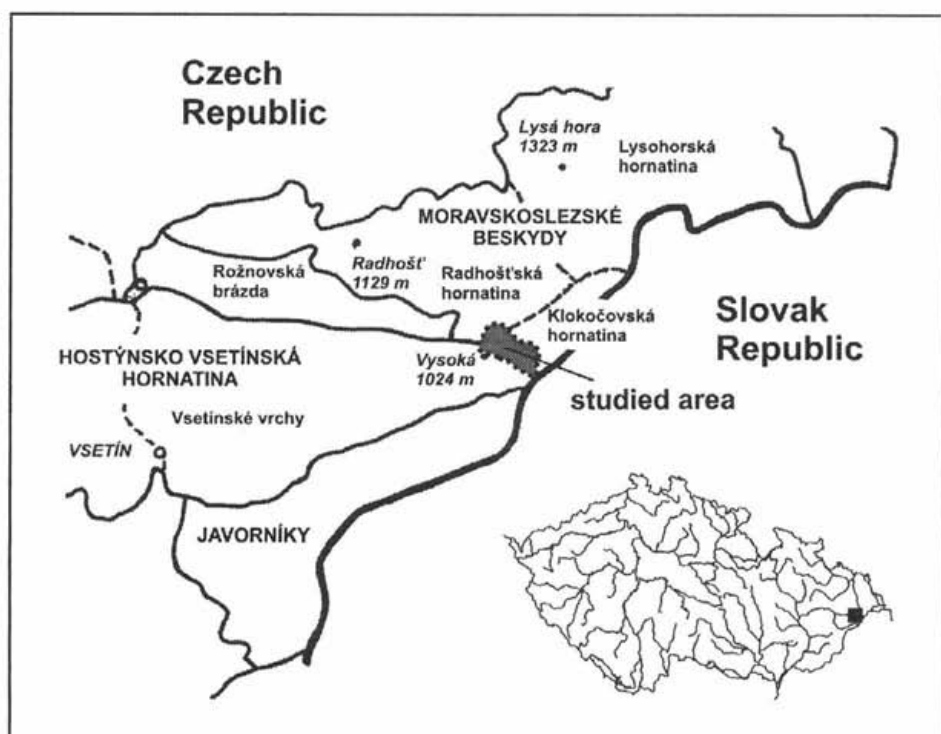 Czech
Republic
Lysá hora
1323 m
Lysohorská
hornatina
MORAVSKOSLEZSKÉ
BESKYDY
Radhošť
1129 m
Rožnovská
brázda
Radhošťská
hornatina
Klokočovská
hornatina
Slovak
Republic
HOSTÝNSKO VSETÍNSKÁ
HORNATINA
Vysoká
1024 m
studied area
Vsetínské vrchy
VSETÍN
JAVORNÍKY